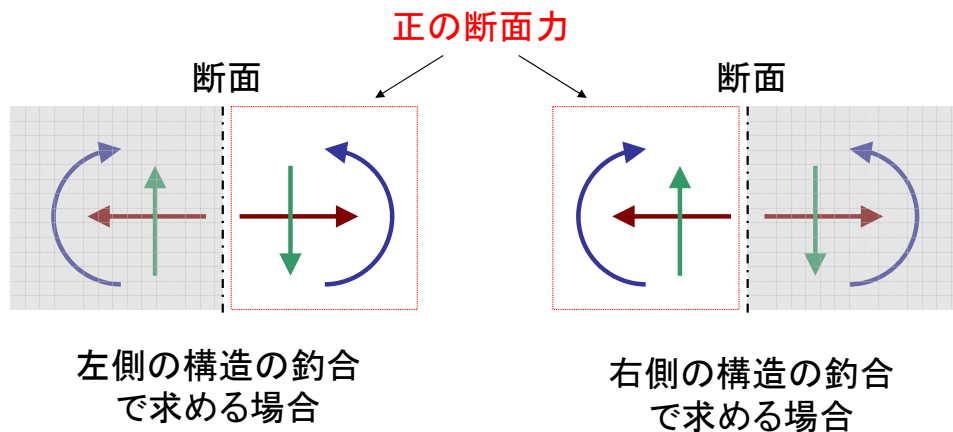 正の断面力
断面
断面
左側の構造の釣合
で求める場合
右側の構造の釣合
で求める場合